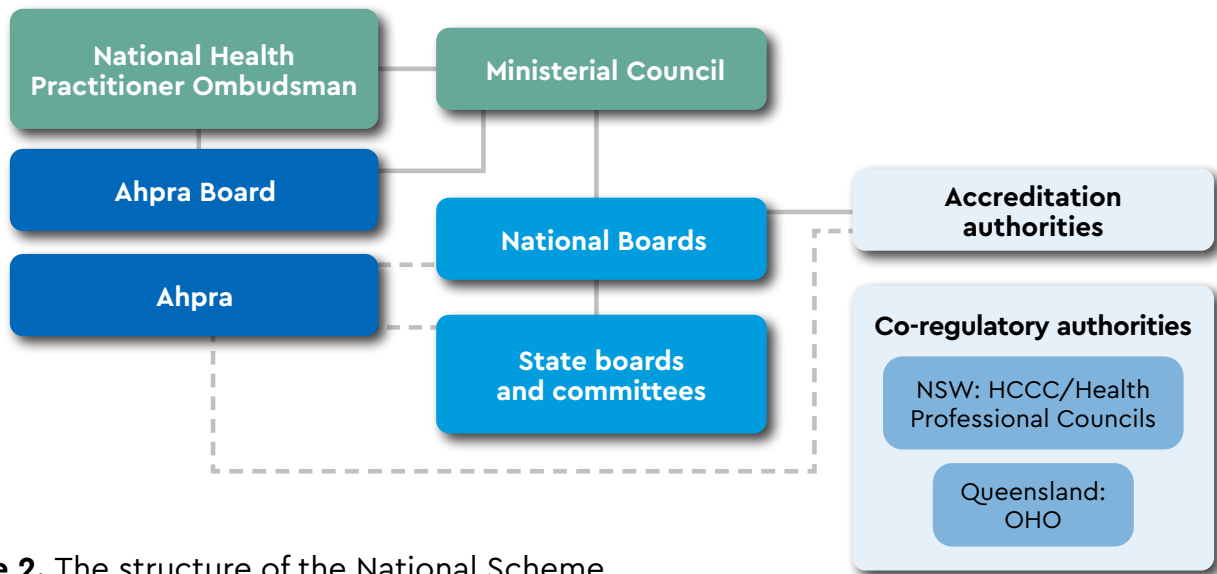 National Health
Practitioner Ombudsman
Ministerial Council
Ahpra Board
National Boards
Accreditation
authorities
Ahpra
State boards
and committees
Co-regulatory authorities
NSW: HCCC/Health
Professional Councils
Queensland:
OHO
2. The structure of the National Scheme